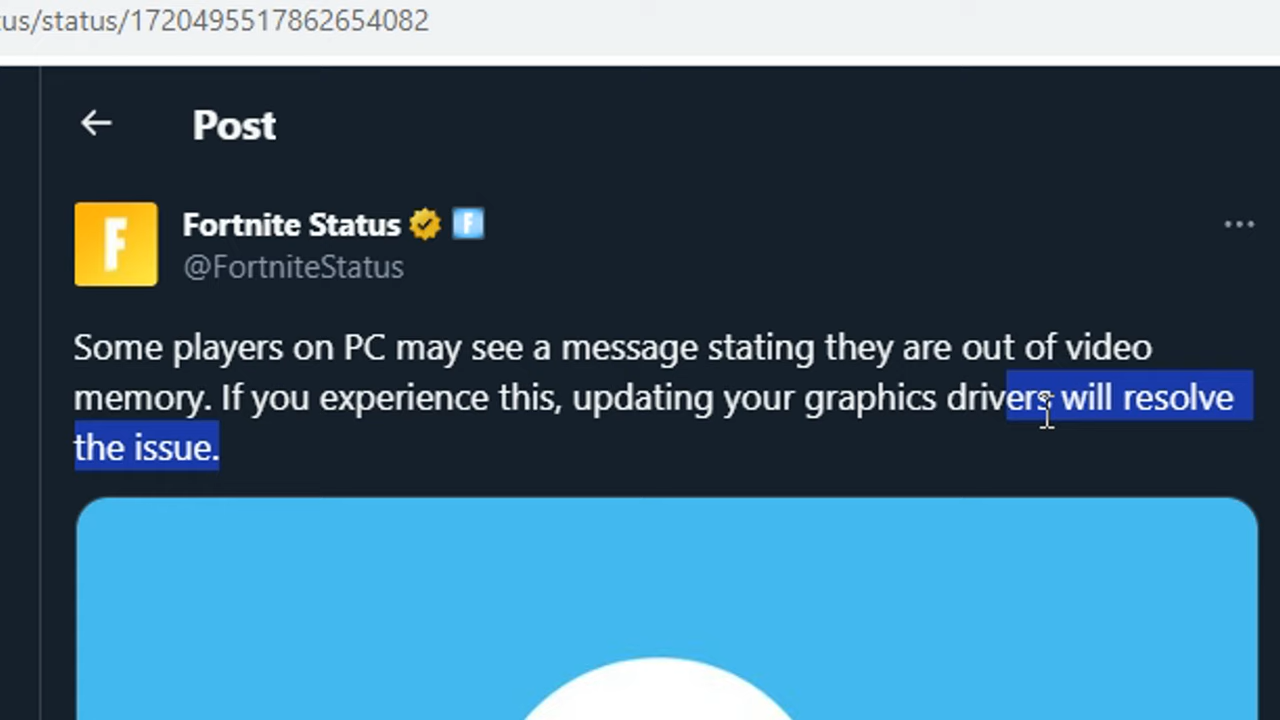 cus/status/1720495517862654082
Post
F
Fortnite Status F
@FortniteStatus
Some players on PC may see a message stating they are out of video
memory. If you experience this, updating your graphics drivers will resolve
the issue.